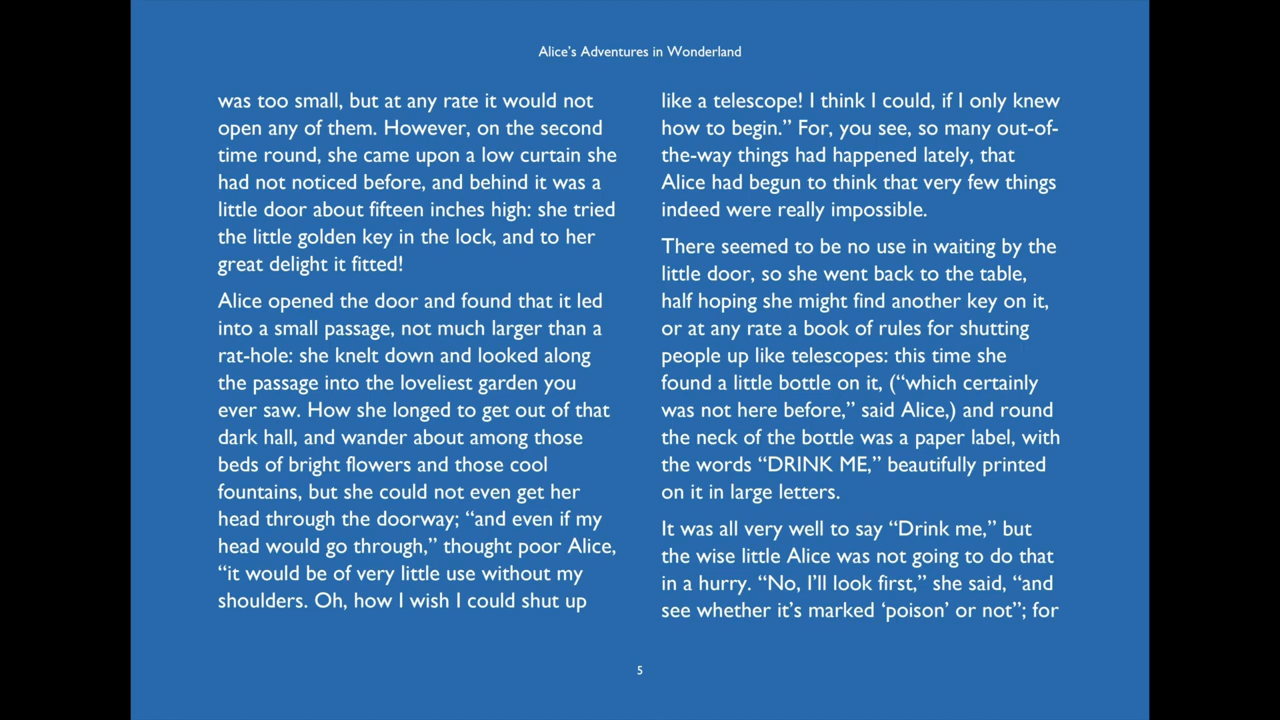 Alice’s Adventures in Wonderland
was too small, but at any rate it would not
open any of them. However, on the second
time round, she came upon a low curtain she
had not noticed before, and behind it was a
little door about fifteen inches high: she tried
the little golden key in the lock, and to her
great delight it fitted!
Alice opened the door and found that it led
into a small passage, not much larger than a
rat-hole: she knelt down and looked along
the passage into the loveliest garden you
ever saw. How she longed to get out of that
dark hall, and wander about among those
beds of bright flowers and those cool
fountains, but she could not even get her
head through the doorway; “and even if my
head would go through,” thought poor Alice,
“it would be of very little use without my
shoulders. Oh, how I wish I could shut up
like a telescope! I think I could, if I only knew
how to begin.” For, you see, so many out-of-
the-way things had happened lately, that
Alice had begun to think that very few things
indeed were really impossible.
There seemed to be no use in waiting by the
little door, so she went back to the table,
half hoping she might find another key on it,
or at any rate a book of rules for shutting
people up like telescopes: this time she
found a little bottle on it, (“which certainly
was not here before,” said Alice,) and round
the neck of the bottle was a paper label, with
the words “DRINK ME,” beautifully printed
on it in large letters.
It was all very well to say “Drink me,” but
the wise little Alice was not going to do that
in a hurry. “No, I’ll look first,” she said, “and
see whether it’s marked ‘poison’ or not”; for
5